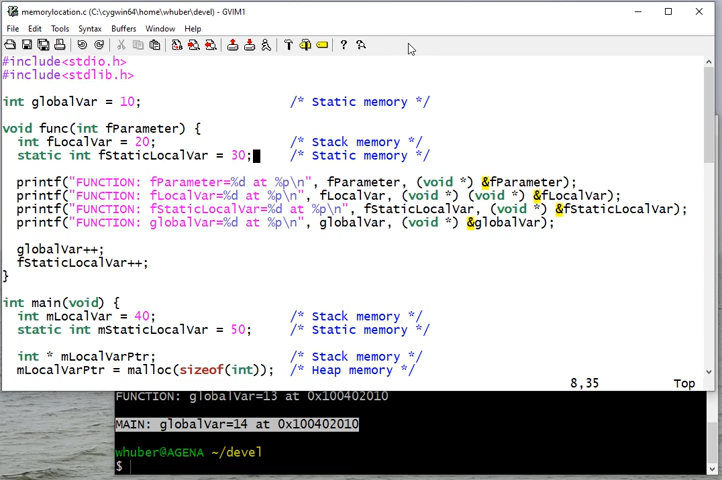 memorylocation.c (C:\cygwin64\home\whuber\devel) - GVIM1
File Edit Tools Syntax Buffers Window Help
#include<stdio.h>
#include<stdlib.h>
int globalVar = 10; /* Static memory */
void func(int fParameter) {
int fLocalVar = 20; /* Stack memory */
static int fStaticLocalVar = 30; /* Static memory */
printf("FUNCTION: fParameter=%d at %p\n", fParameter, (void *) &fParameter);
printf("FUNCTION: fLocalVar=%d at %p\n", fLocalVar, (void *) (void *) &fLocalVar);
printf("FUNCTION: fStaticLocalVar=%d at %p\n", fStaticLocalVar, (void *) &fStaticLocalVar);
printf("FUNCTION: globalVar=%d at %p\n", globalVar, (void *) &globalVar);
globalVar++;
fStaticLocalVar++;
}
int main(void) {
int mLocalVar = 40; /* Stack memory */
static int mStaticLocalVar = 50; /* Static memory */
int * mLocalVarPtr; /* Stack memory */
mLocalVarPtr = malloc(sizeof(int)); /* Heap memory */
8,35 Top
FUNCTION: globalVar=13 at 0x100402010
MAIN: globalVar=14 at 0x100402010
whuber@AGENA ~/devel
$